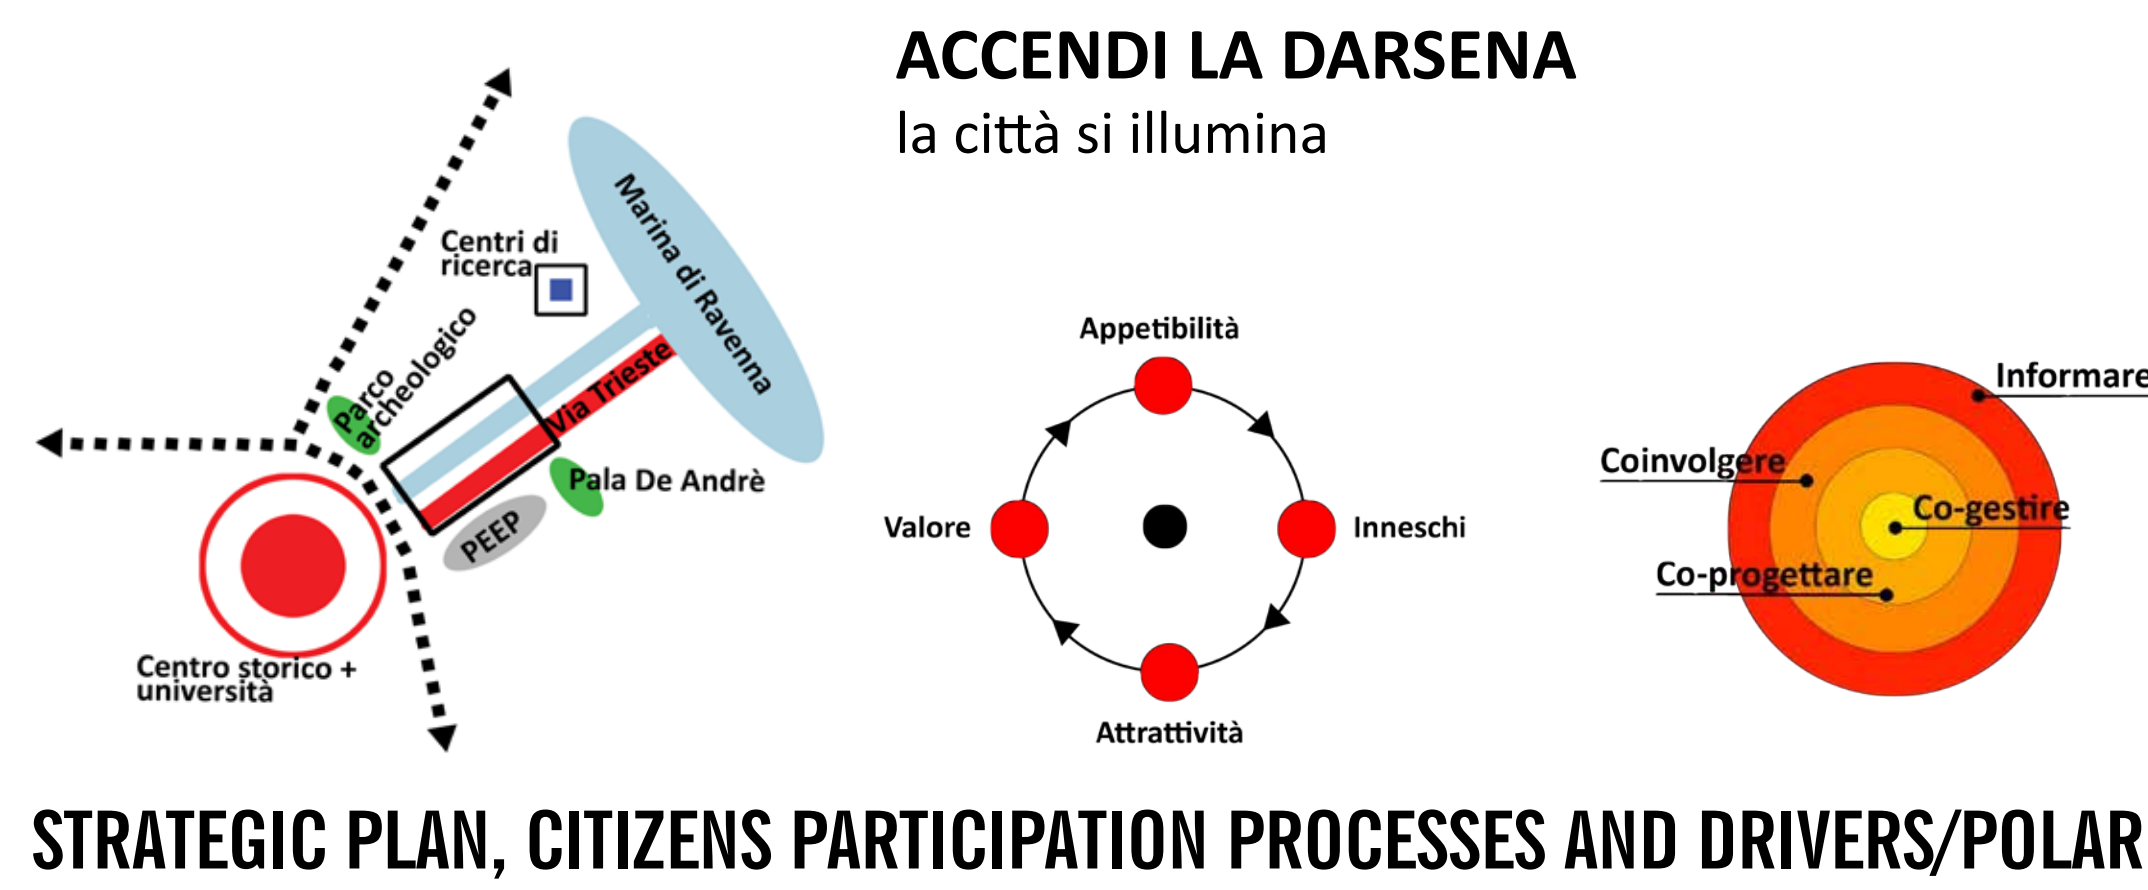 ACCENDI LA DARSENA
la città si illumina
Centri di
ricerca
Marina di Ravenna
Parco
archeologico
Via Trieste
Pala De Andrè
PEEP
Centro storico +
università
Appetibilità
Valore
Inneschi
Attrattività
Informare
Coinvolgere
Co-gestire
Co-progettare
STRATEGIC PLAN, CITIZENS PARTICIPATION PROCESSES AND DRIVERS/POLAR